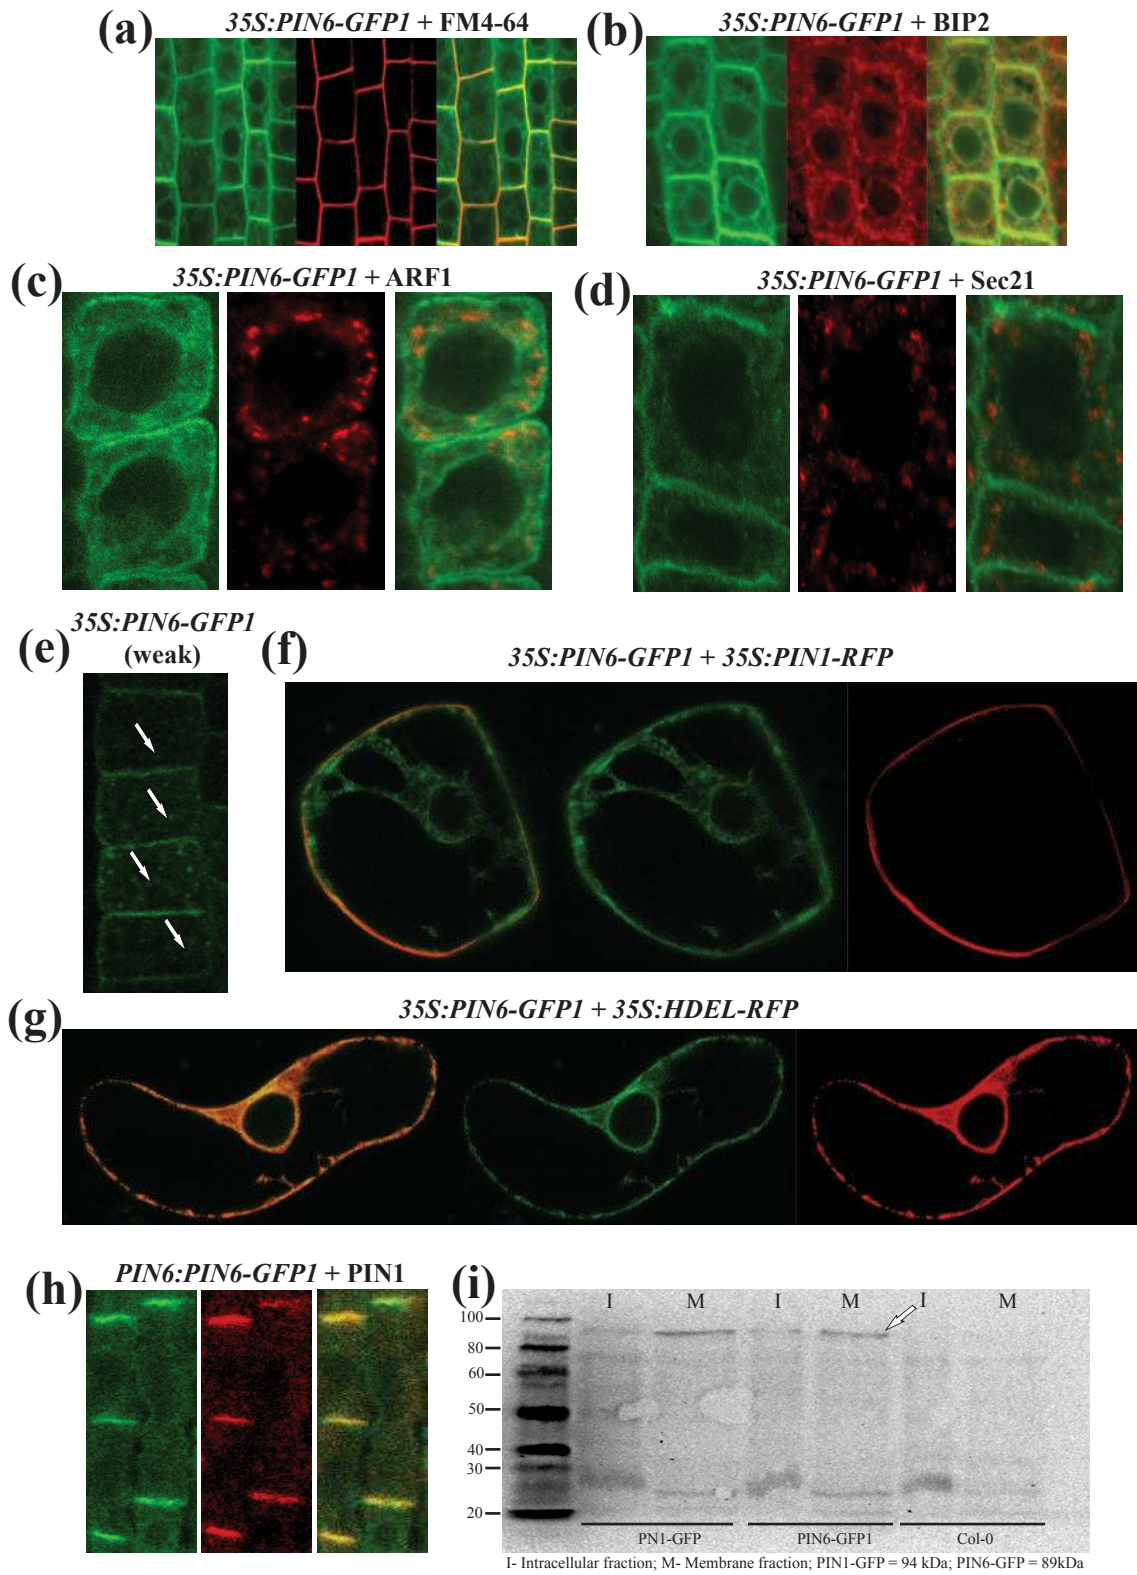 (a) 35S:PIN6-GFP1 + FM4-64
(b) 35S:PIN6-GFP1 + BIP2
(c) 35S:PIN6-GFP1 + ARF1
(d) 35S:PIN6-GFP1 + Sec21
(e) 35S:PIN6-GFP1
(weak)
(f) 35S:PIN6-GFP1 + 35S:PIN1-RFP
(g) 35S:PIN6-GFP1 + 35S:HDEL-RFP
(h) PIN6:PIN6-GFP1 + PIN1
(i)
I M I M I M
100
80
60
50
40
30
20
PN1-GFP PIN6-GFP1 Col-0
I- Intracellular fraction; M- Membrane fraction; PIN1-GFP = 94 kDa; PIN6-GFP = 89kDa